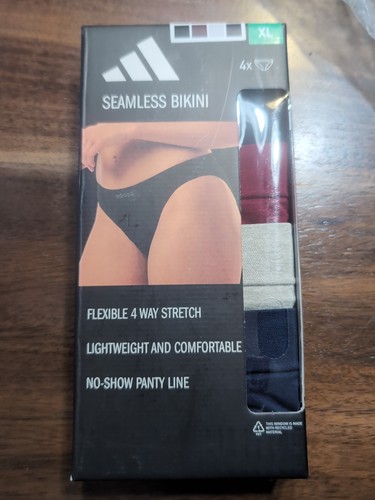 XL
4x
SEAMLESS BIKINI
FLEXIBLE 4 WAY STRETCH
LIGHTWEIGHT AND COMFORTABLE
NO-SHOW PANTY LINE
THIS WINDOW IS MADE
WITH RECYCLED
MATERIAL